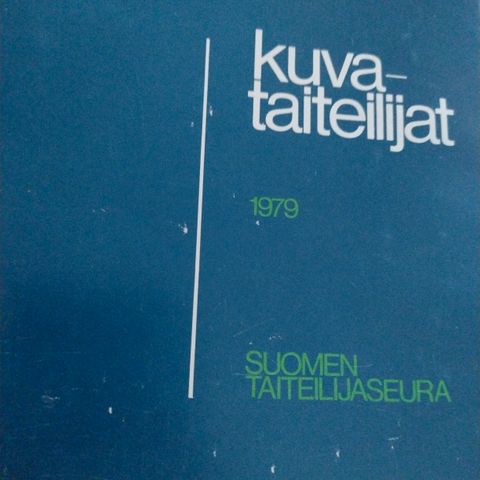 kuva-
taiteilijat
1979
SUOMEN
TAITEILIJASEURA